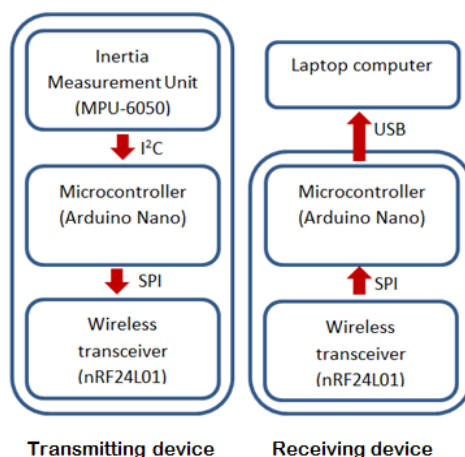 Inertia
Measurement Unit
(MPU-6050)
I²C
Microcontroller
(Arduino Nano)
SPI
Wireless
transceiver
(nRF24L01)
Transmitting device
Laptop computer
USB
Microcontroller
(Arduino Nano)
SPI
Wireless
transceiver
(nRF24L01)
Receiving device